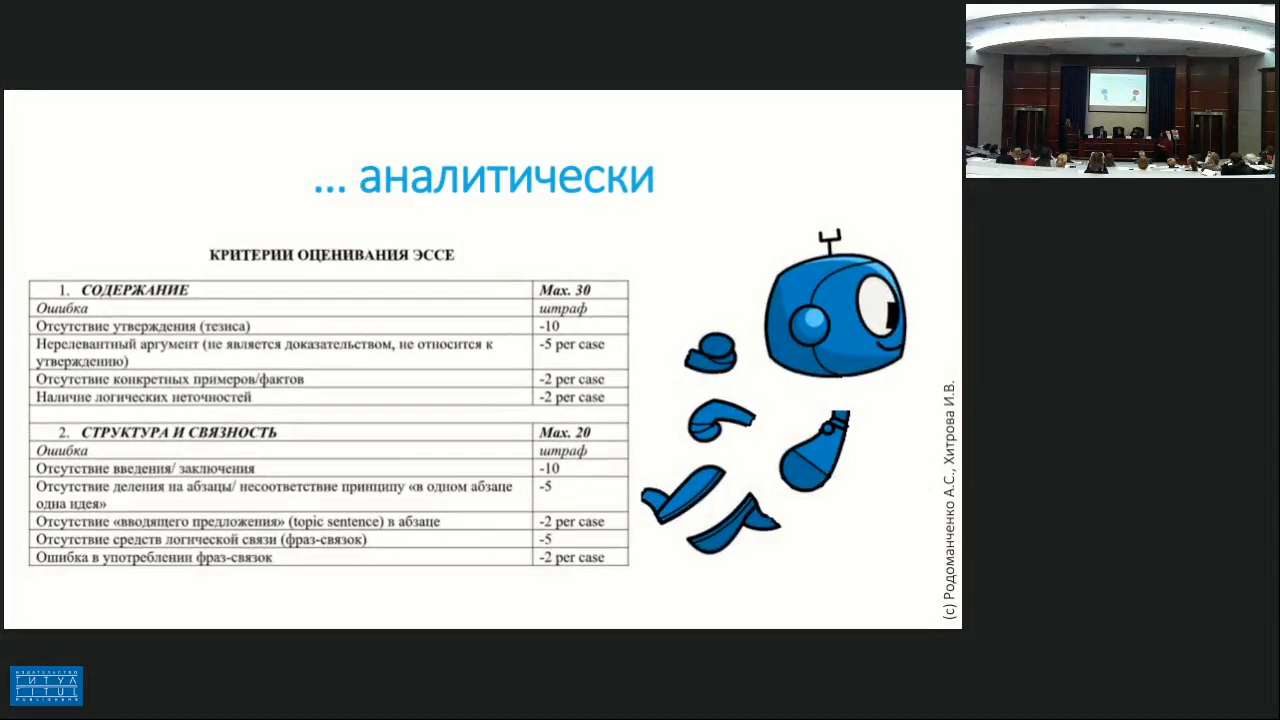 ... аналитически
КРИТЕРИИ ОЦЕНИВАНИЯ ЭССЕ
1. СОДЕРЖАНИЕ Max. 30
Ошибка штраф
Отсутствие утверждения (тезиса) -10
Нерелевантный аргумент (не является доказательством, не относится к -5 per case
утверждению)
Отсутствие конкретных примеров/фактов -2 per case
Наличие логических неточностей -2 per case
2. СТРУКТУРА И СВЯЗНОСТЬ Max. 20
Ошибка штраф
Отсутствие введения/ заключения -10
Отсутствие деления на абзацы/ несоответствие принципу «в одном абзаце -5
одна идея»
Отсутствие «вводящего предложения» (topic sentence) в абзаце -2 per case
Отсутствие средств логической связи (фраз-связок) -5
Ошибка в употреблении фраз-связок -2 per case
(с) Родоманченко А.С., Хитрова И.В.
ИЗДАТЕЛЬСТВО
ТИТУЛ
TITUL
PUBLISHERS